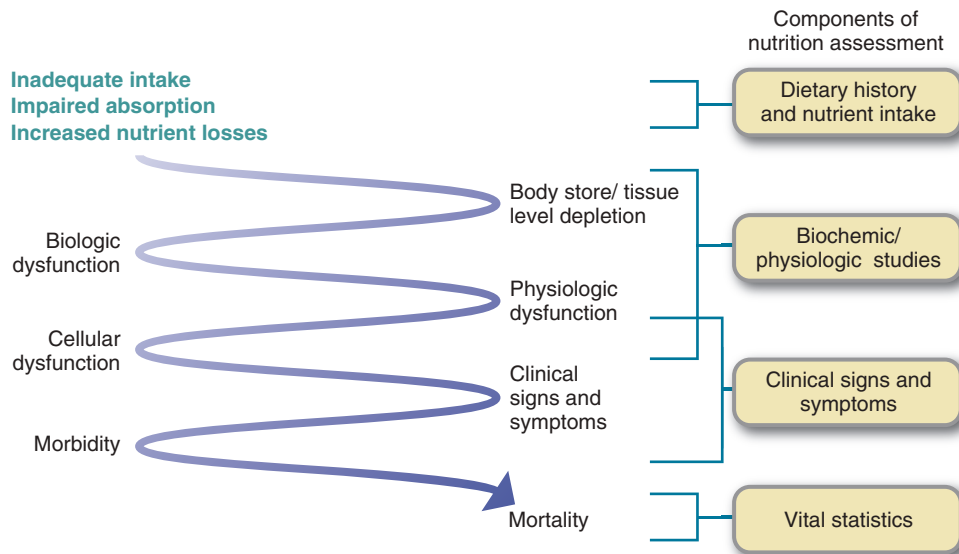 Components of
nutrition assessment
Inadequate intake
Impaired absorption
Increased nutrient losses
Dietary history
and nutrient intake
Body store/ tissue
level depletion
Biologic
dysfunction
Biochemic/
physiologic studies
Physiologic
dysfunction
Cellular
dysfunction
Clinical
signs and
symptoms
Clinical signs and
symptoms
Morbidity
Mortality
Vital statistics